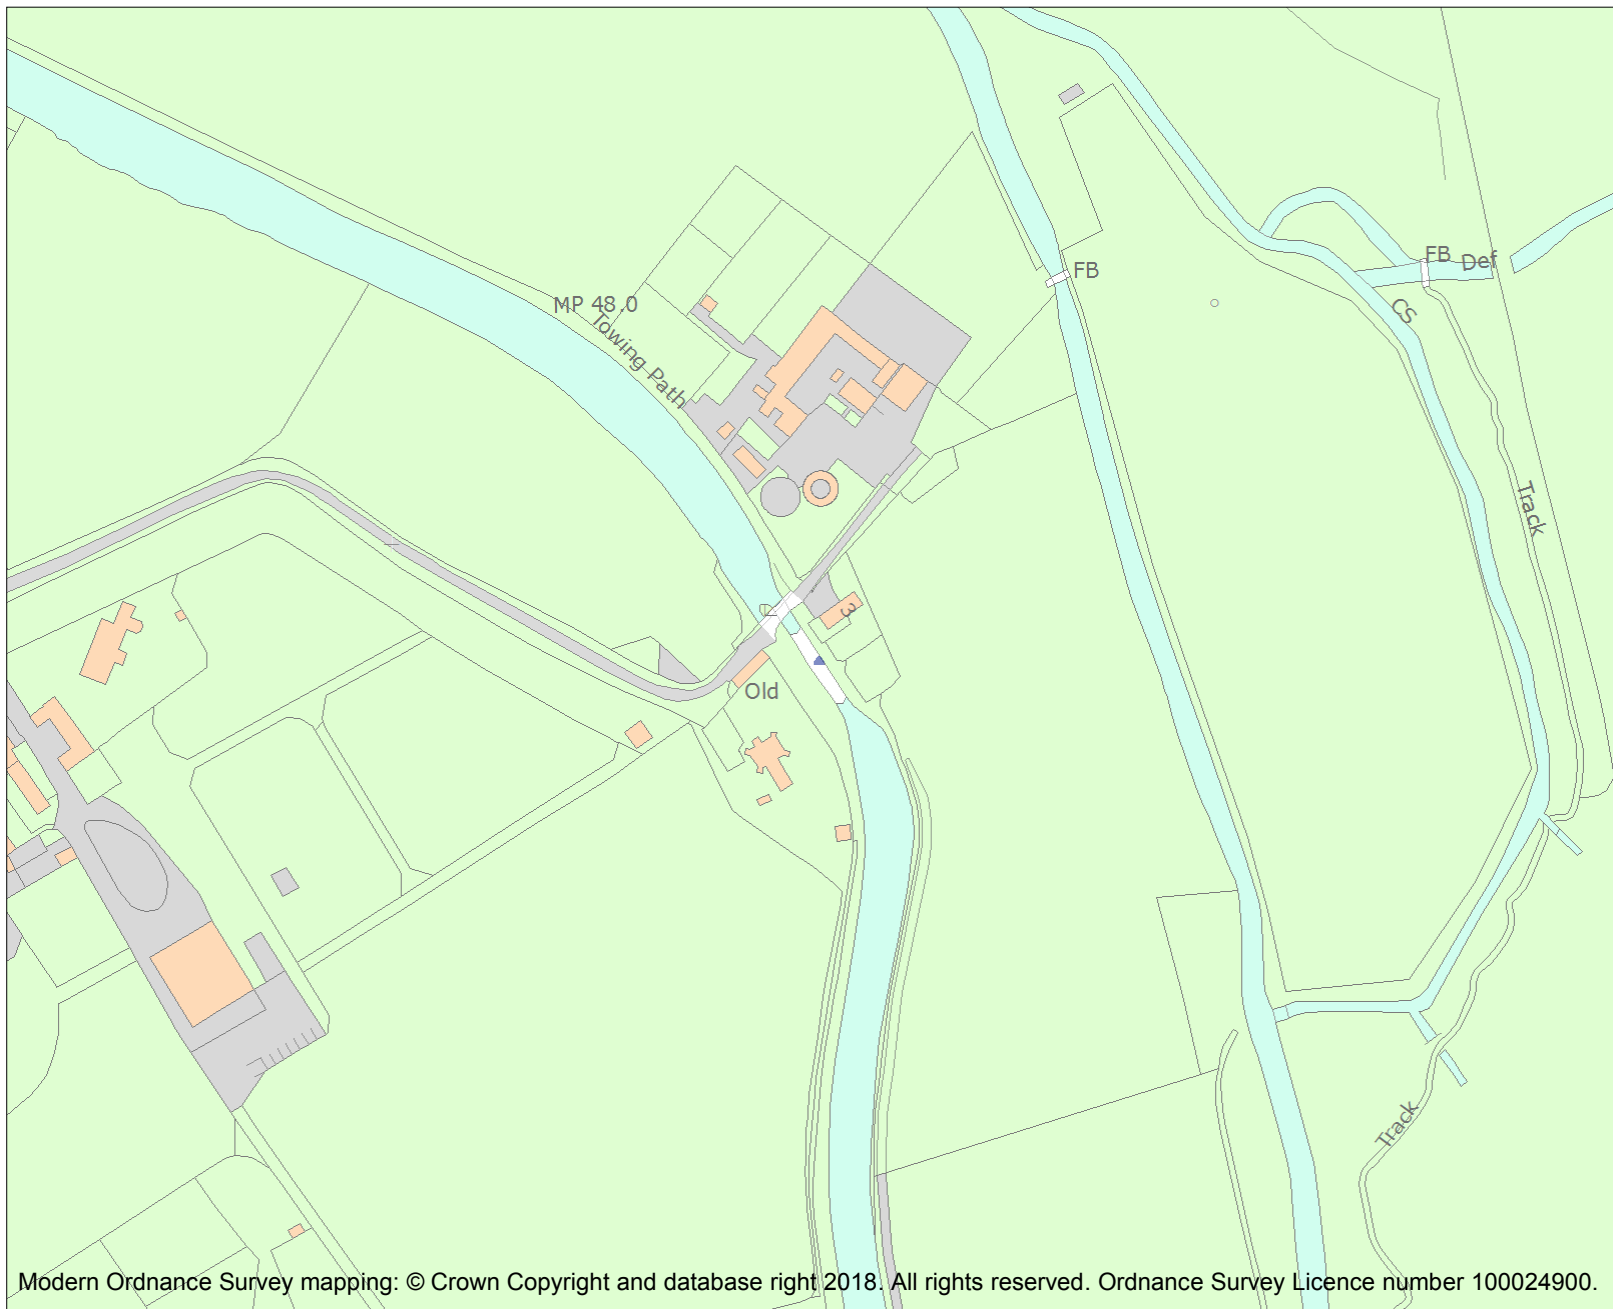 FB
Def
FB
MP 48.0
CS
Towing Path
Track
3
Old
Track
Modern Ordnance Survey mapping: © Crown Copyright and database right 2018. All rights reserved. Ordnance Survey Licence number 100024900.